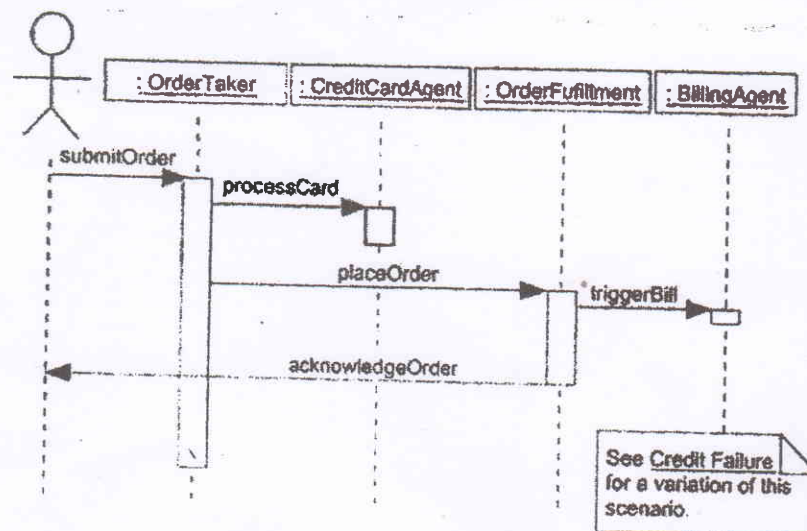 : OrderTaker
: CreditCardAgent
: OrderFufillment
: BillingAgent
submitOrder
processCard
placeOrder
triggerBill
acknowledgeOrder
See Credit Failure
for a variation of this
scenario.